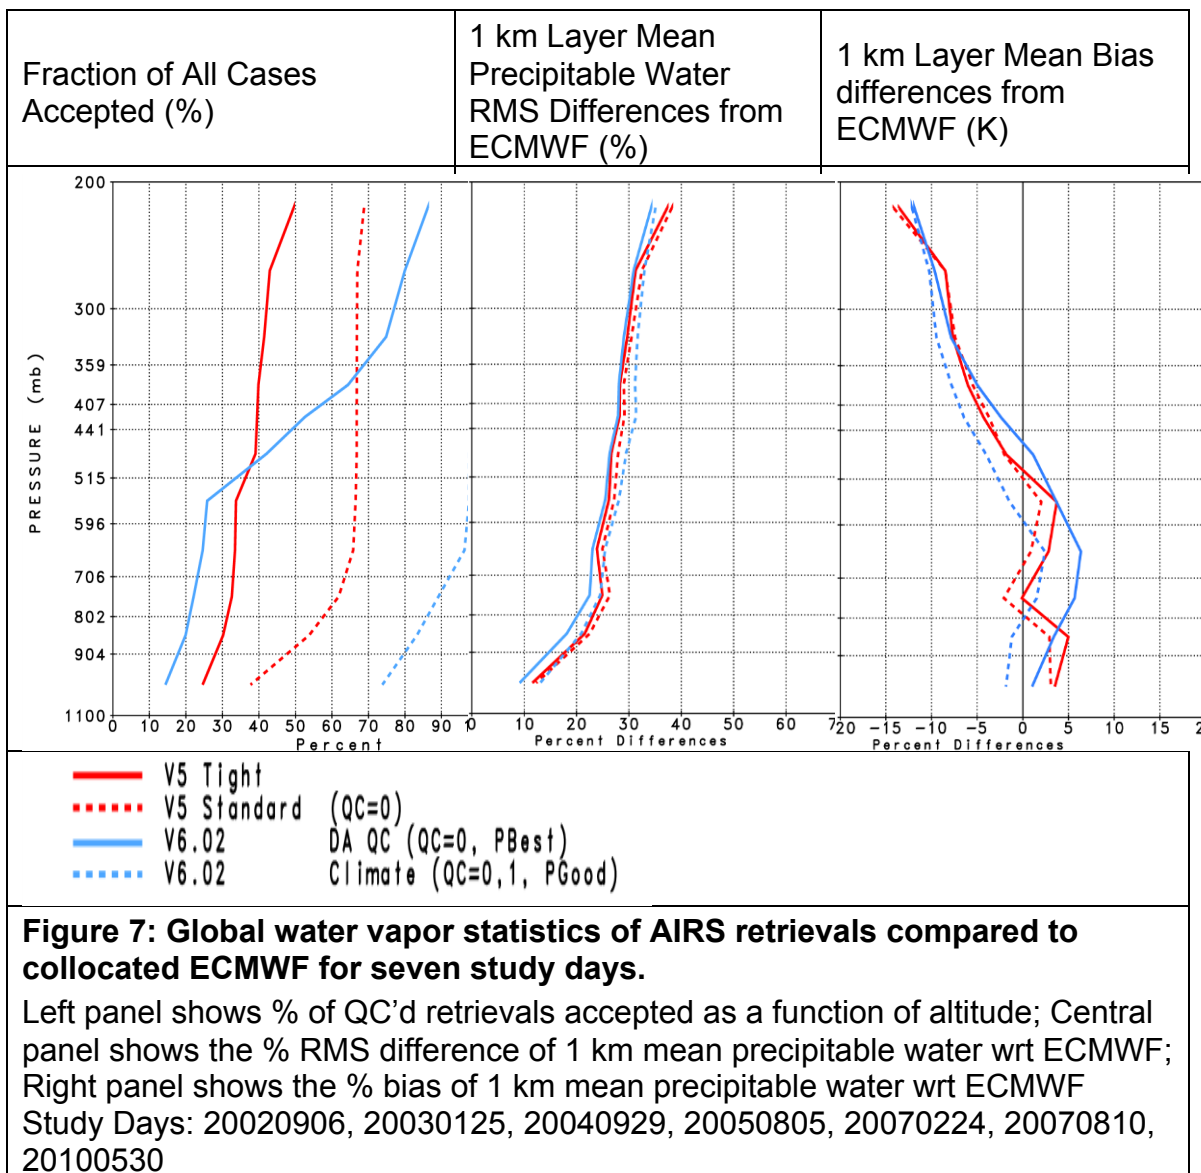 Fraction of All Cases
Accepted (%)
1 km Layer Mean
Precipitable Water
RMS Differences from
ECMWF (%)
1 km Layer Mean Bias
differences from
ECMWF (K)
PRESSURE (mb)
200
300
359
407
441
515
596
706
802
904
1100
0 10 20 30 40 50 60 70 80 90
Percent
0 10 20 30 40 50 60 7
Percent Differences
20 -15 -10 -5 0 5 10 15 2
Percent Differences
V5 Tight
V5 Standard (QC=0)
V6.02 DA QC (QC=0, PBest)
V6.02 Climate (QC=0,1, PGood)
Figure 7: Global water vapor statistics of AIRS retrievals compared to
collocated ECMWF for seven study days.
Left panel shows % of QC'd retrievals accepted as a function of altitude; Central
panel shows the % RMS difference of 1 km mean precipitable water wrt ECMWF;
Right panel shows the % bias of 1 km mean precipitable water wrt ECMWF
Study Days: 20020906, 20030125, 20040929, 20050805, 20070224, 20070810,
20100530